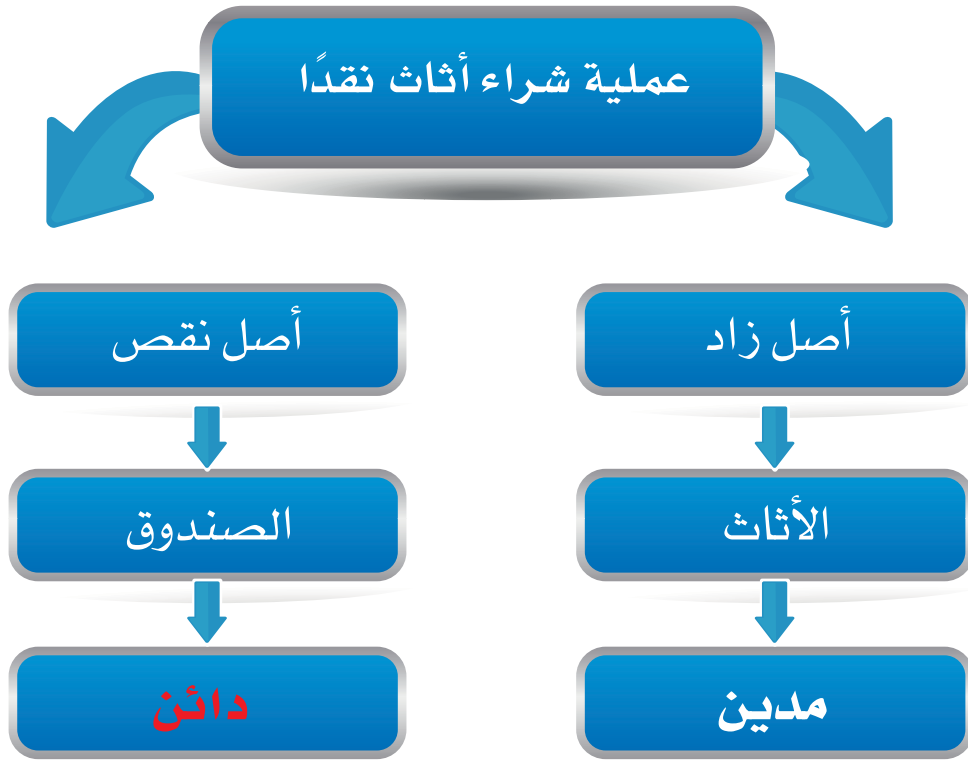 عملية شراء أثاث نقدًا
أصل زاد
أصل نقص
الأثاث
الصندوق
مدين
دائن